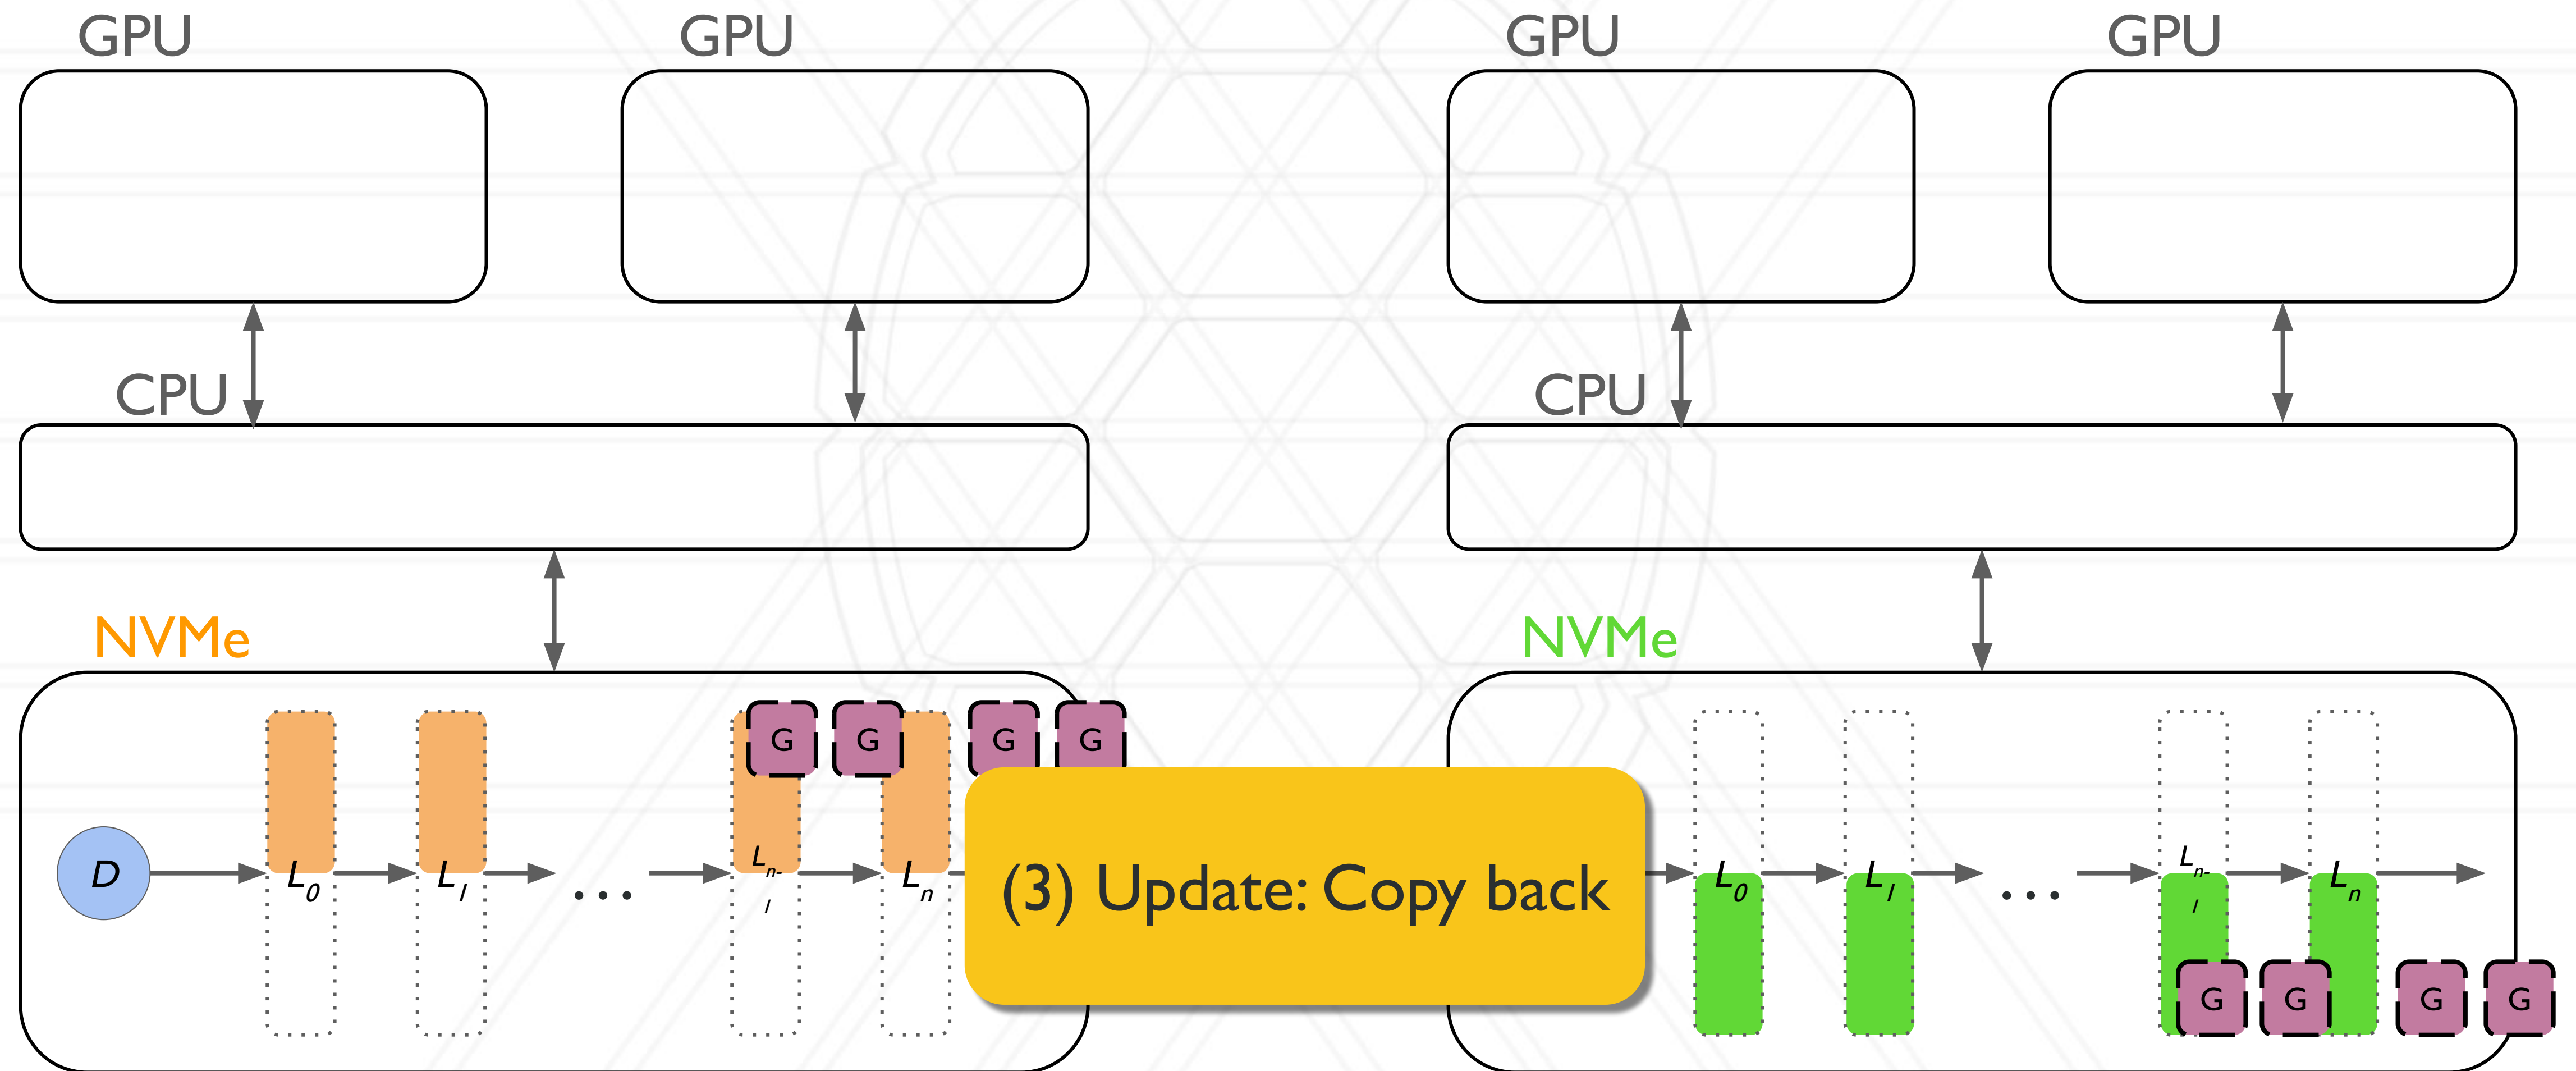 GPU GPU GPU GPU
CPU CPU
NVMe NVMe
G G G G
D L0 L1 ... Ln-1 Ln (3) Update: Copy back L0 L1 ... Ln-1 Ln
G G G G